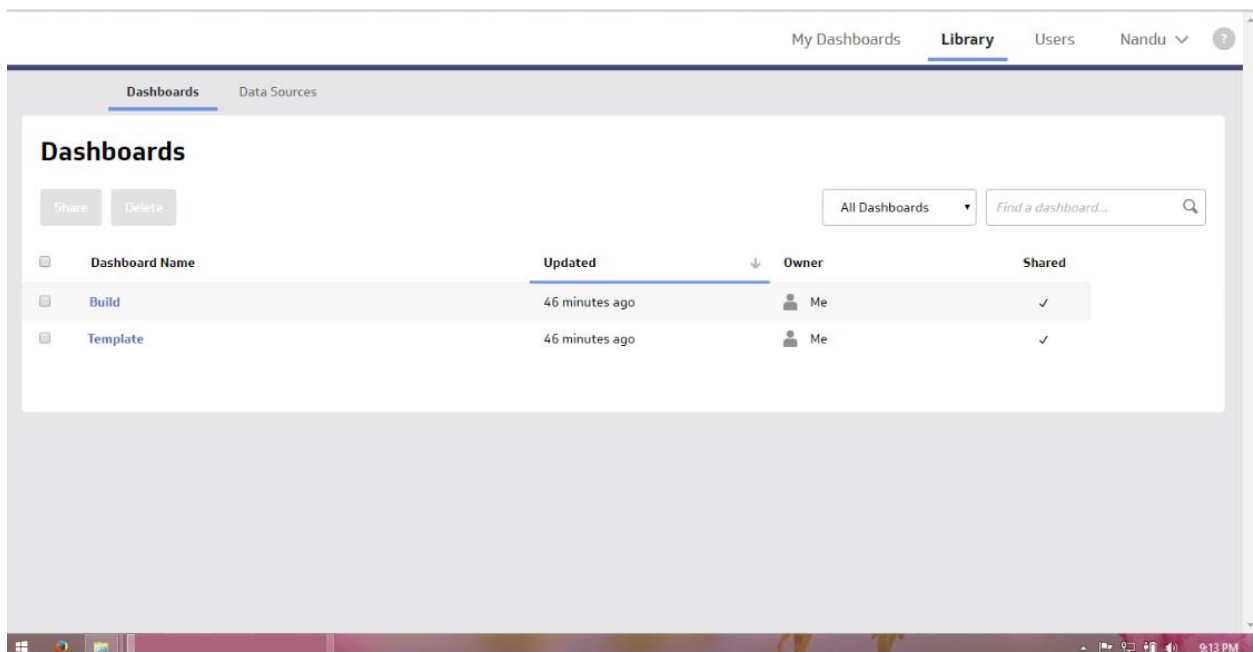 My Dashboards Library Users Nandu ?
Dashboards Data Sources
Dashboards
Share Delete All Dashboards Find a dashboard...
Dashboard Name Updated Owner Shared
Build 46 minutes ago Me
Template 46 minutes ago Me
9:13 PM